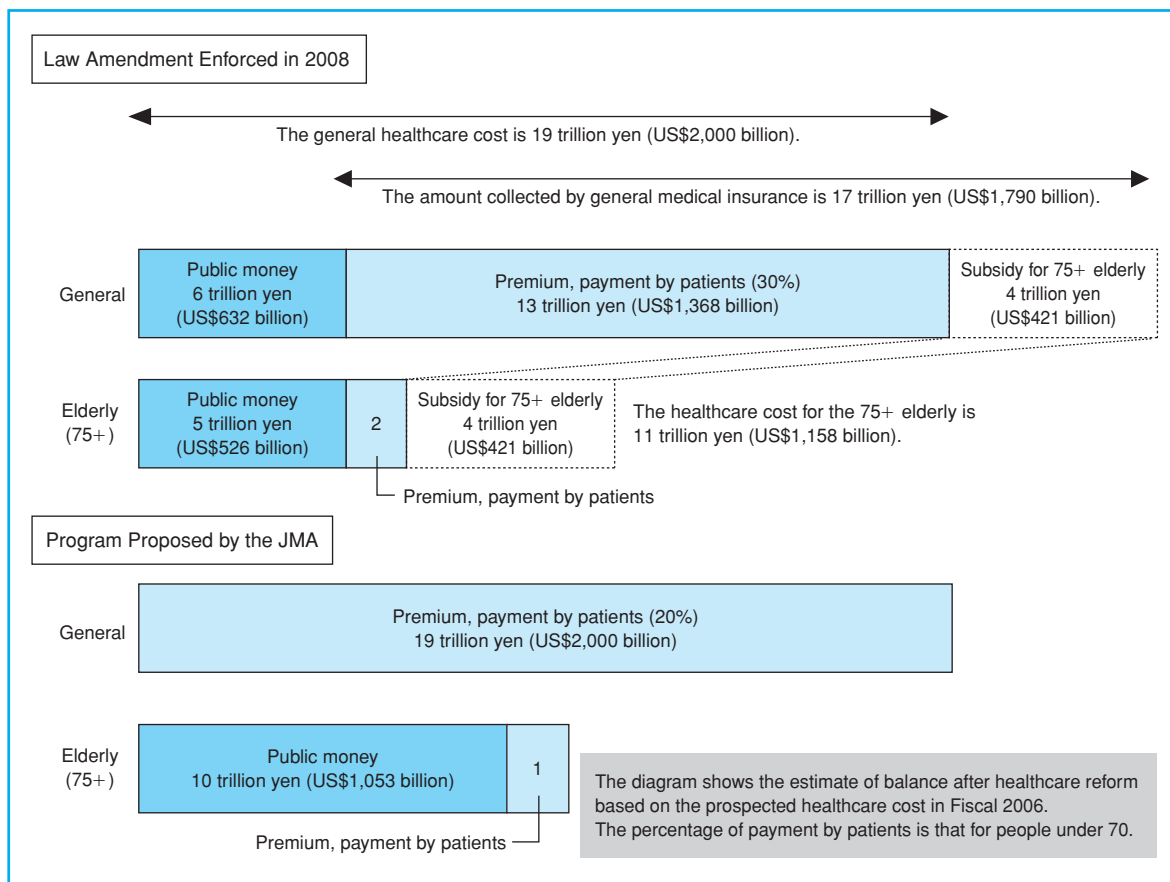 Law Amendment Enforced in 2008
The general healthcare cost is 19 trillion yen (US$2,000 billion).
The amount collected by general medical insurance is 17 trillion yen (US$1,790 billion).
General
Public money
6 trillion yen
(US$632 billion)
Premium, payment by patients (30%)
13 trillion yen (US$1,368 billion)
Subsidy for 75+ elderly
4 trillion yen
(US$421 billion)
Elderly
(75+)
Public money
5 trillion yen
(US$526 billion)
2
Subsidy for 75+ elderly
4 trillion yen
(US$421 billion)
The healthcare cost for the 75+ elderly is
11 trillion yen (US$1,158 billion).
Premium, payment by patients
Program Proposed by the JMA
General
Premium, payment by patients (20%)
19 trillion yen (US$2,000 billion)
Elderly
(75+)
Public money
10 trillion yen (US$1,053 billion)
1
Premium, payment by patients
The diagram shows the estimate of balance after healthcare reform
based on the prospected healthcare cost in Fiscal 2006.
The percentage of payment by patients is that for people under 70.